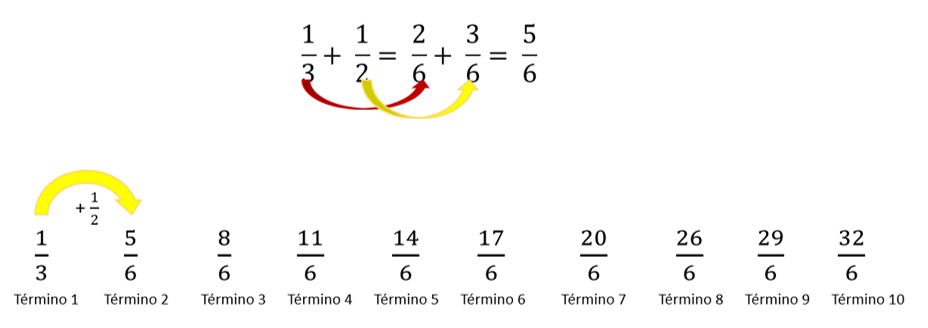 1/3 + 1/2 = 2/6 + 3/6 = 5/6
+ 1/2
1/3 5/6 8/6 11/6 14/6 17/6 20/6 26/6 29/6 32/6
Término 1 Término 2 Término 3 Término 4 Término 5 Término 6 Término 7 Término 8 Término 9 Término 10